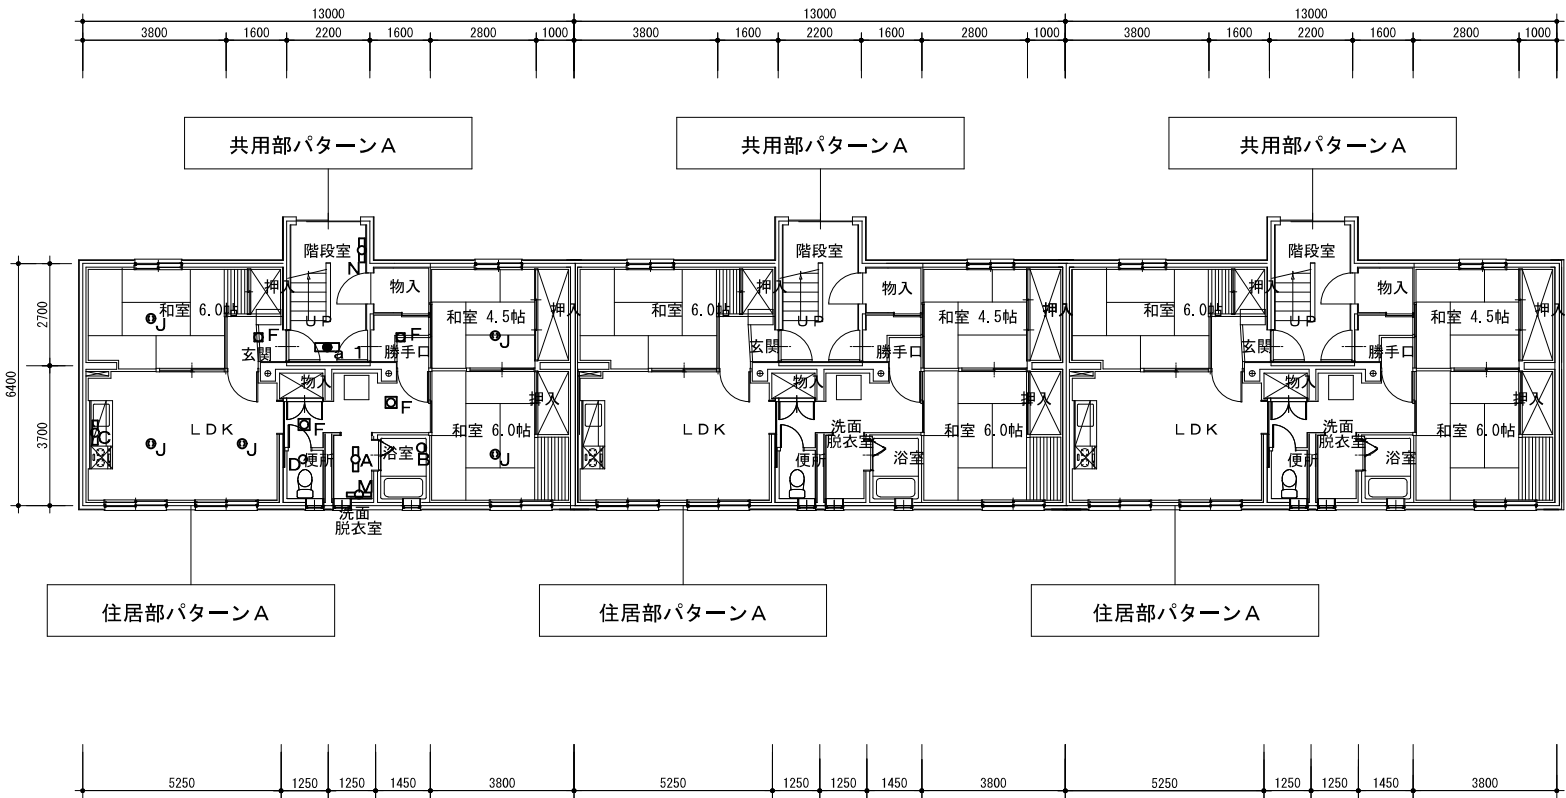 13000 13000 13000
3800 1600 2200 1600 2800 1000 3800 1600 2200 1600 2800 1000 3800 1600 2200 1600 2800 1000
共用部パターンA 共用部パターンA 共用部パターンA
階段室 階段室 階段室
N
押入 物入 押入 物入 押入 物入
和室 6.0帖 和室 4.5帖 押入 和室 6.0帖 和室 4.5帖 押入 和室 6.0帖 和室 4.5帖 押入
J UP J UP UP
F F
玄関 a 1 勝手口 玄関 勝手口 玄関 勝手口
2700
6400
3700
物入 物入 物入
F F
押入 押入 押入
LDK 和室 6.0帖 LDK 洗面 和室 6.0帖 LDK 洗面 和室 6.0帖
脱衣室 脱衣室
C J J J
D 便所 A 浴室 B 便所 浴室 便所 浴室
M
洗面
脱衣室
住居部パターンA 住居部パターンA 住居部パターンA
5250 1250 1250 1450 3800 5250 1250 1250 1450 3800 5250 1250 1250 1450 3800